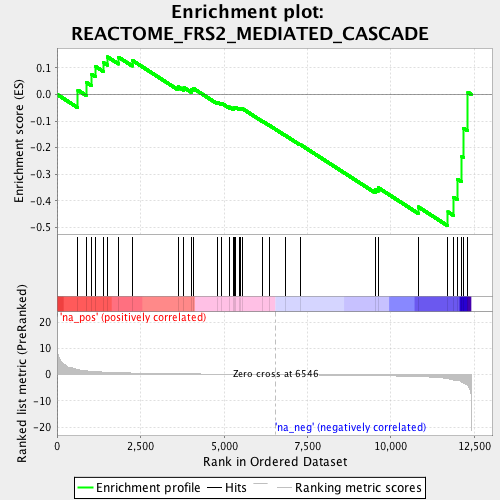 Enrichment plot:
REACTOME_FRS2_MEDIATED_CASCADE
Enrichment score (ES)
0.1
0.0
-0.1
-0.2
-0.3
-0.4
-0.5
'na_pos' (positively correlated)
Ranked list metric (PreRanked)
20
10
0
-10
-20
Zero cross at 6546
'na_neg' (negatively correlated)
0
2,500
5,000
7,500
10,000
12,500
Rank in Ordered Dataset
Enrichment profile
Hits
Ranking metric scores